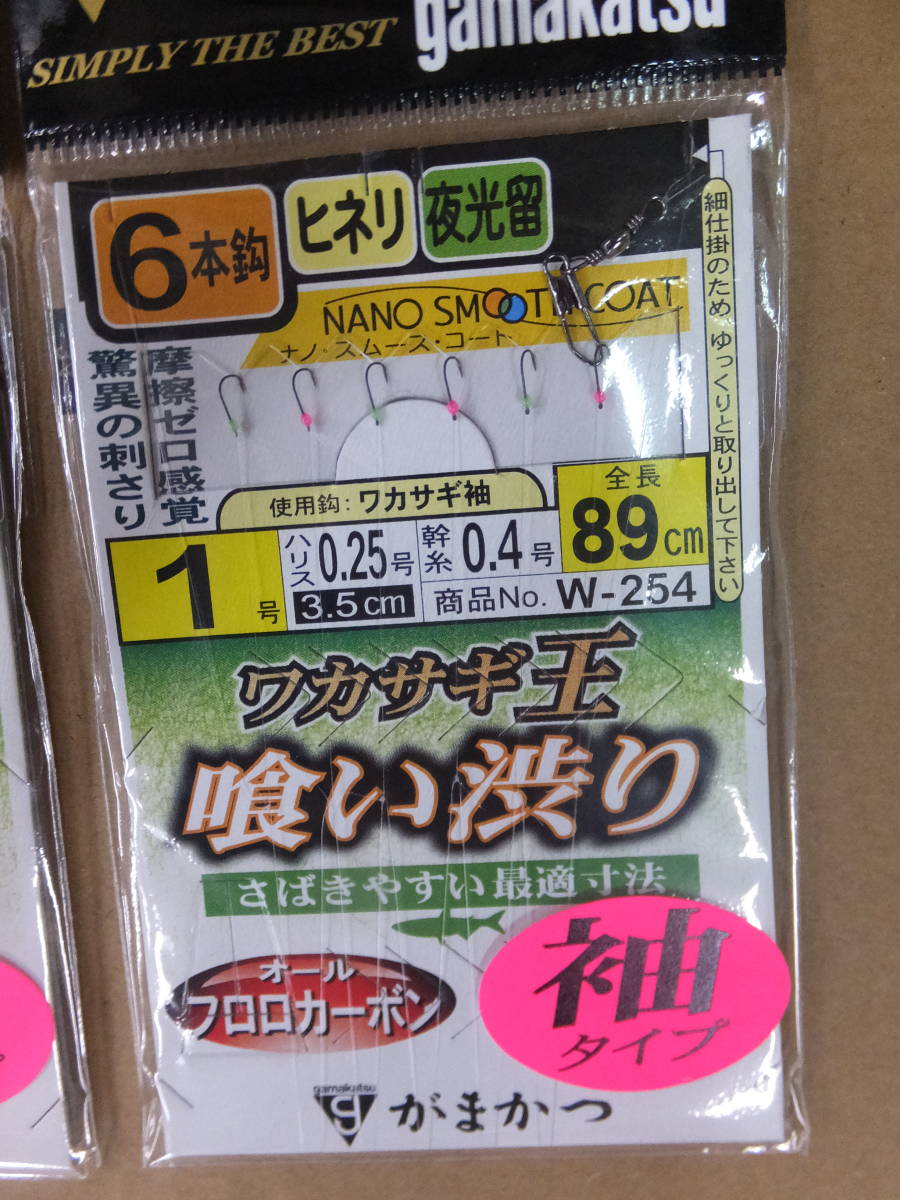 SIMPLY THE BEST
gamakatsu
6本鈎
ヒネリ
夜光留
細仕掛のため ゆっくりと取り出して下さい
NANO SMOOTH COAT
ナノ・スムース・コート
摩擦ゼロ感覚
驚異の刺さり
使用鈎:ワカサギ袖
全長
89cm
1号
ハリス 0.25号
3.5cm
幹糸 0.4号
商品No. W-254
ワカサギ王
喰い渋り
さばきやすい最適寸法
オール
フロロカーボン
袖
タイプ
gamakatsu
がまかつ
プ